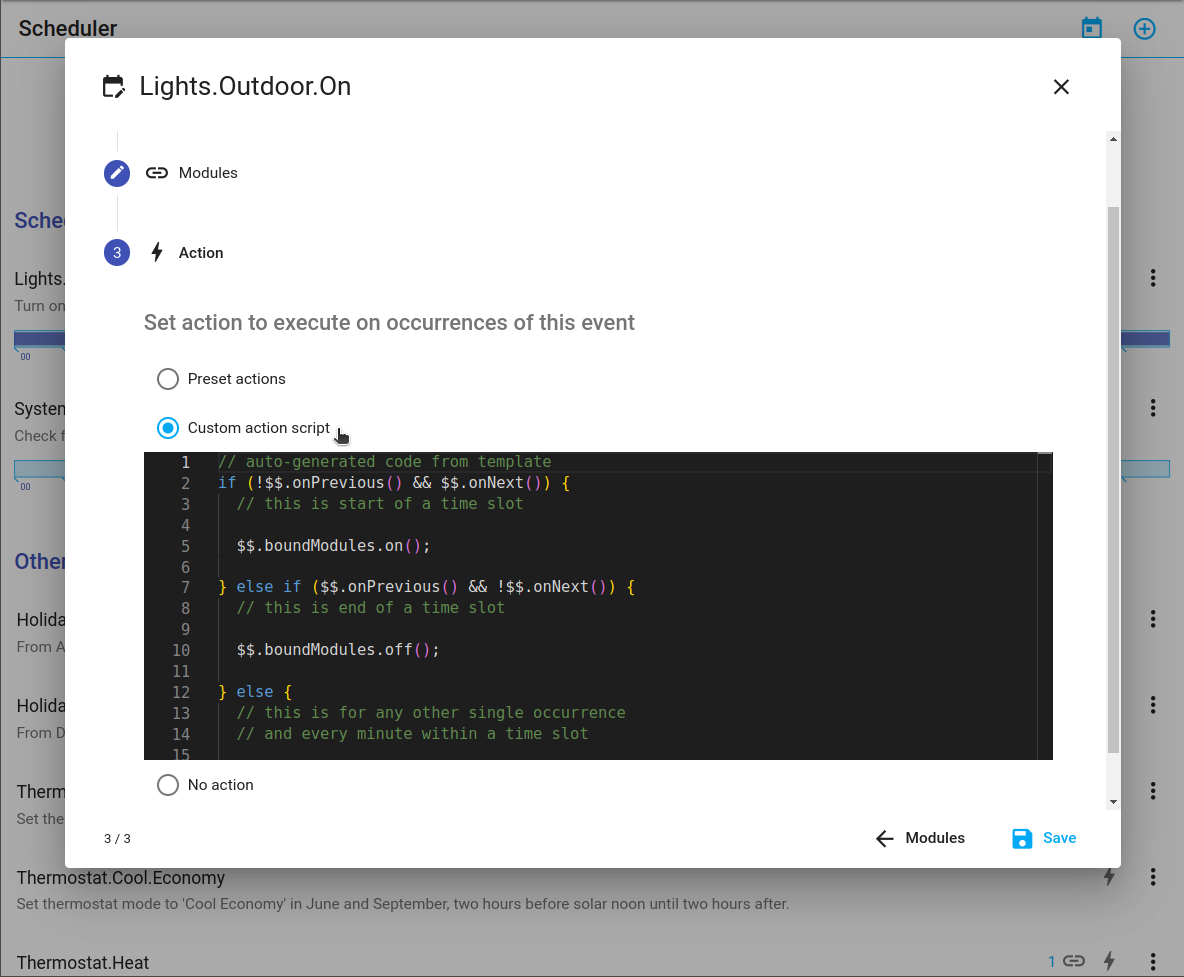 Scheduler
Lights.Outdoor.On
Modules
3 Action
Set action to execute on occurrences of this event
Preset actions
Custom action script
1 // auto-generated code from template
2 if (!$$.onPrevious() && $$.onNext()) {
3 // this is start of a time slot
4
5 $$.boundModules.on();
6
7 } else if ($$.onPrevious() && !$$.onNext()) {
8 // this is end of a time slot
9
10 $$.boundModules.off();
11
12 } else {
13 // this is for any other single occurrence
14 // and every minute within a time slot
15
No action
3 / 3
Modules
Save
Sche
Lights.
Turn on
00
System
Check f
00
Other
Holida
From A
Holida
From D
Therm
Set the
Thermostat.Cool.Economy
Set thermostat mode to 'Cool Economy' in June and September, two hours before solar noon until two hours after.
Thermostat.Heat
1